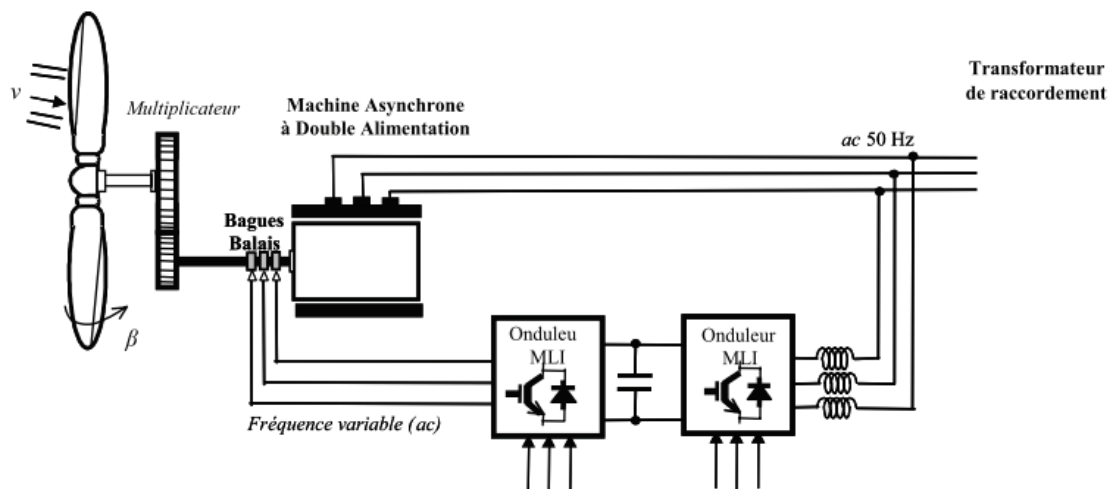 Transformateur
de raccordement
v
Multiplicateur
Machine Asynchrone
à Double Alimentation
ac 50 Hz
Bagues
Balais
β
Onduleu
MLI
Onduleur
MLI
Fréquence variable (ac)